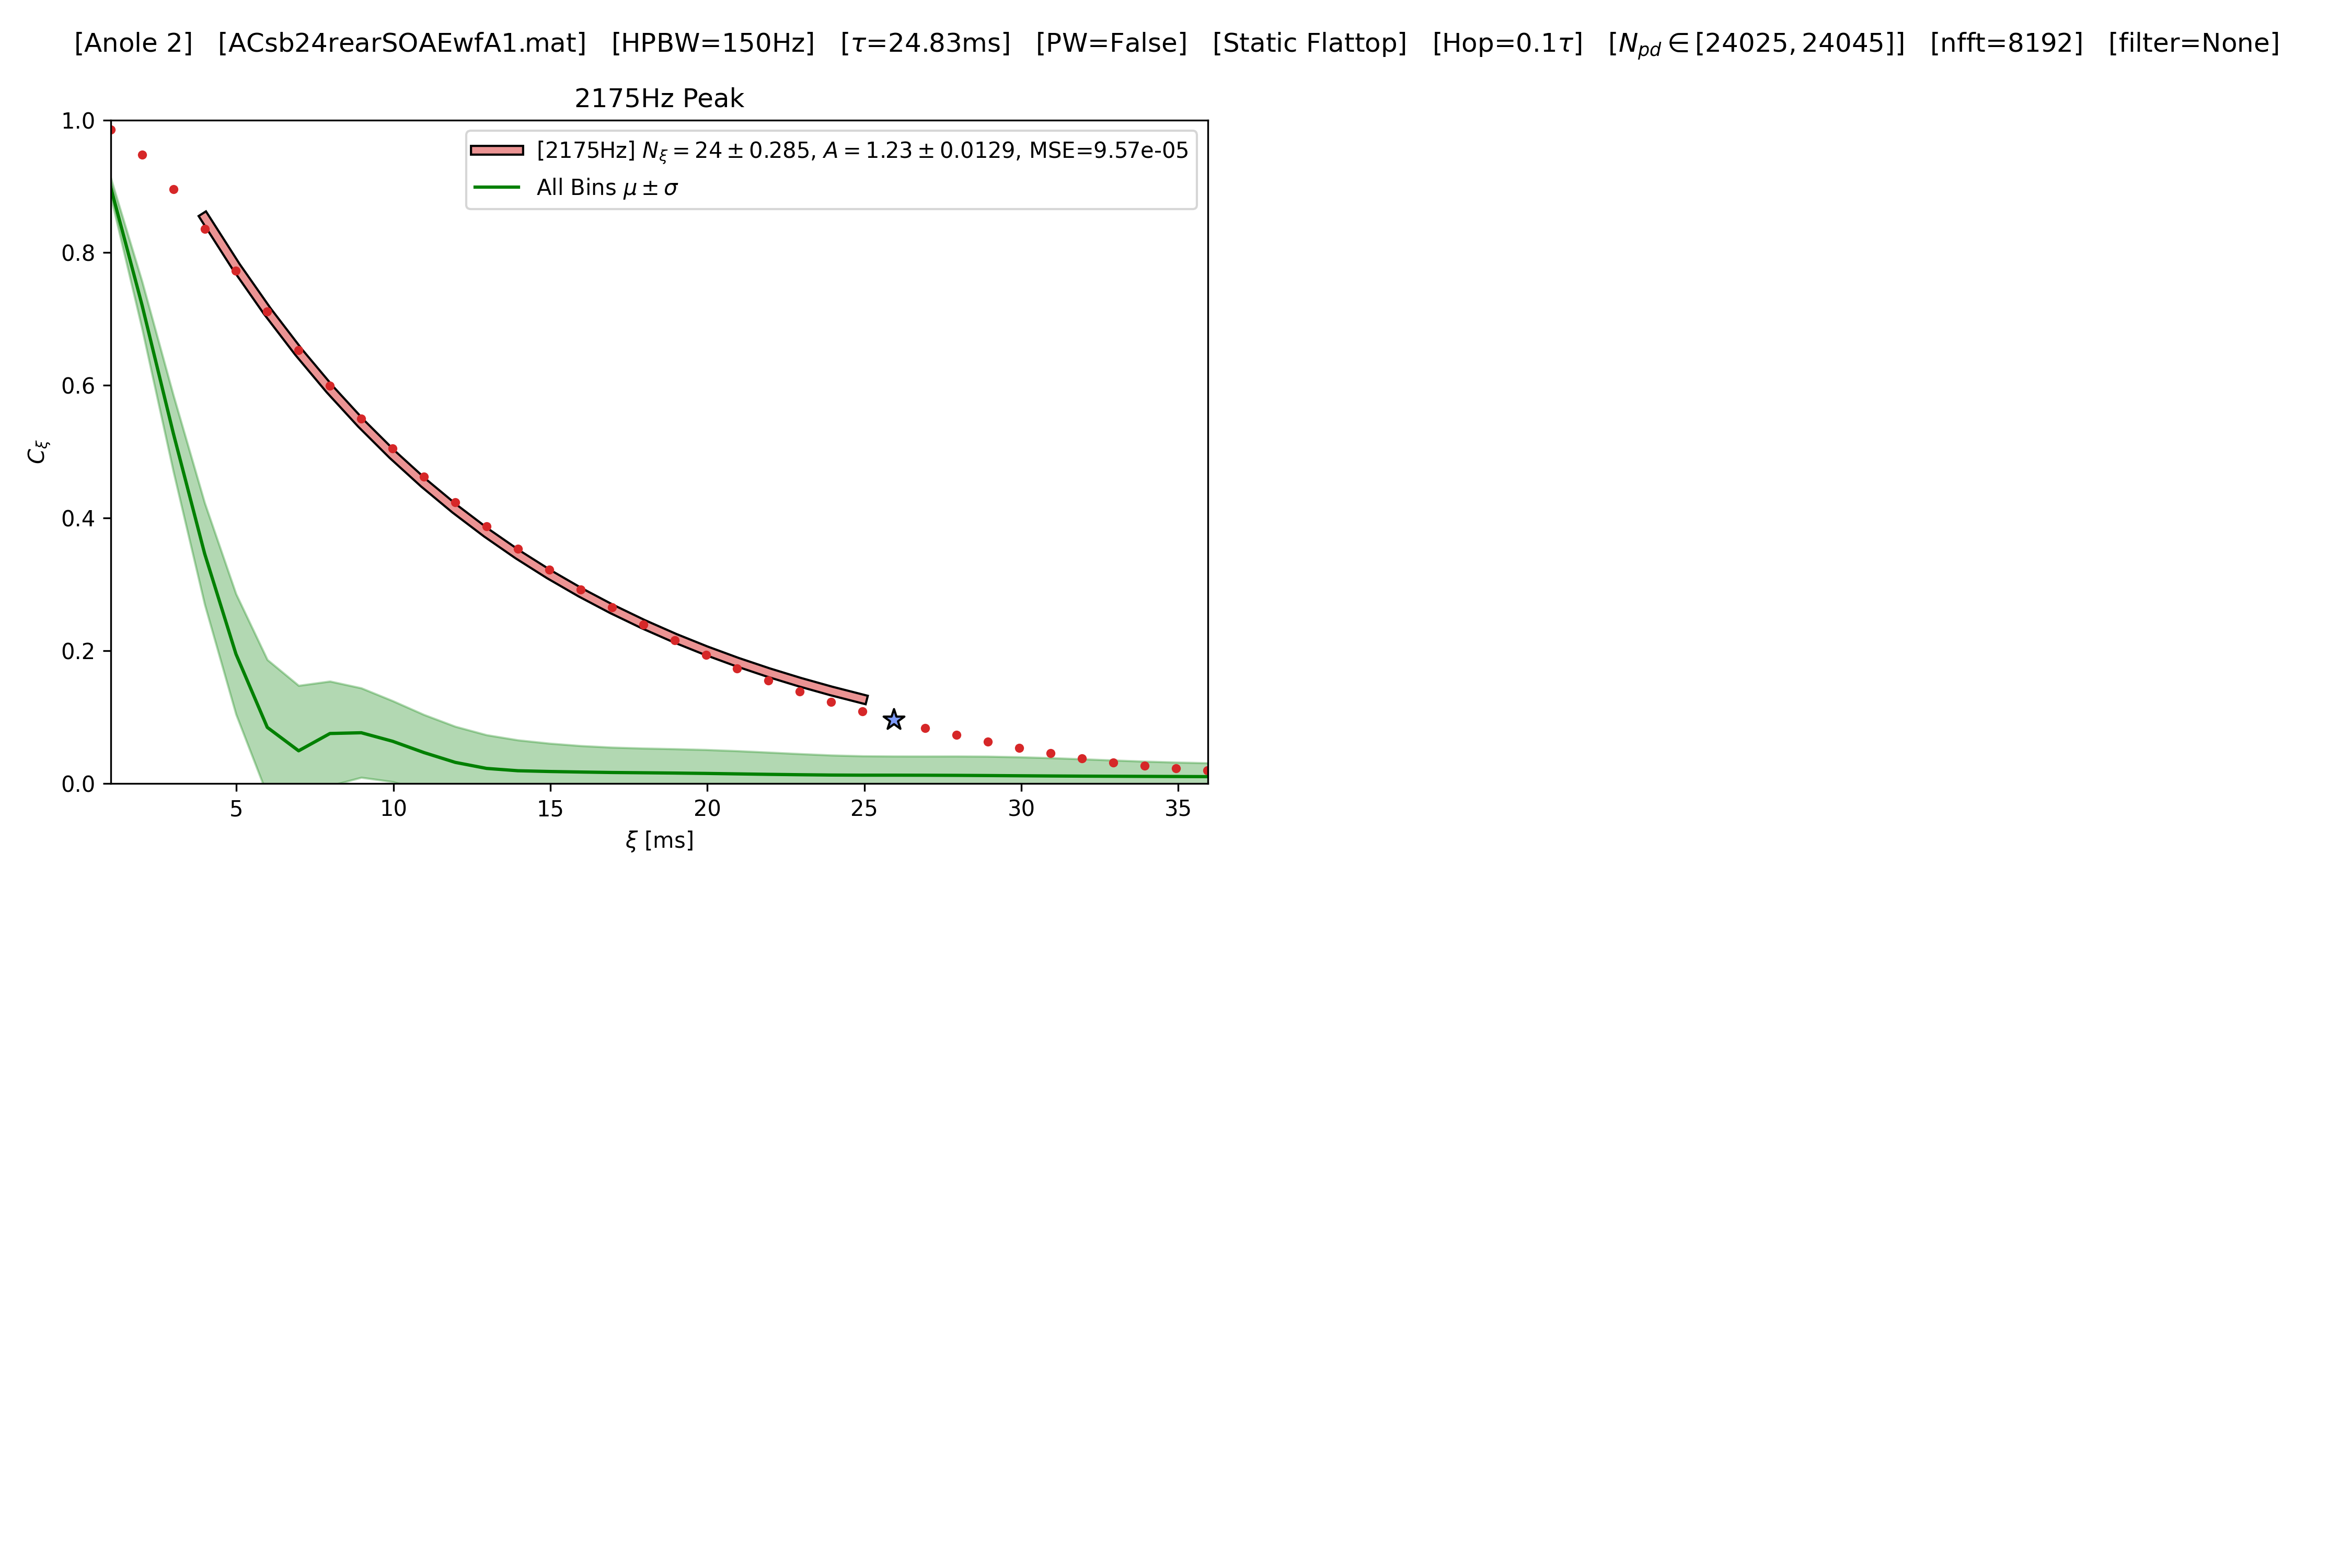 [Anole 2]   [ACsb24rearSOAEwfA1.mat]   [HPBW=150Hz]   [τ=24.83ms]   [PW=False]   [Static Flattop]   [Hop=0.1τ]   [N_pd ∈ [24025, 24045]]   [nfft=8192]   [filter=None]
2175Hz Peak
[2175Hz] N_ξ = 24 ± 0.285, A = 1.23 ± 0.0129, MSE=9.57e-05
All Bins μ ± σ
1.0
0.8
0.6
0.4
0.2
0.0
C_ξ
5 10 15 20 25 30 35
ξ [ms]